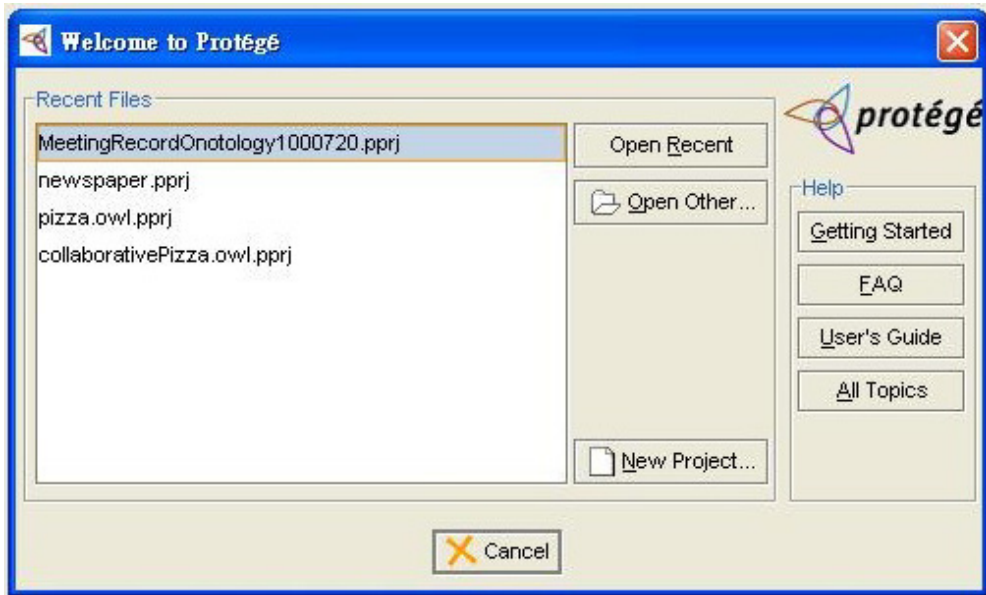 Welcome to Protégé
Recent Files
MeetingRecordOnotology1000720.pprj
newspaper.pprj
pizza.owl.pprj
collaborativePizza.owl.pprj
Open Recent
Open Other...
New Project...
protégé
Help
Getting Started
FAQ
User's Guide
All Topics
Cancel